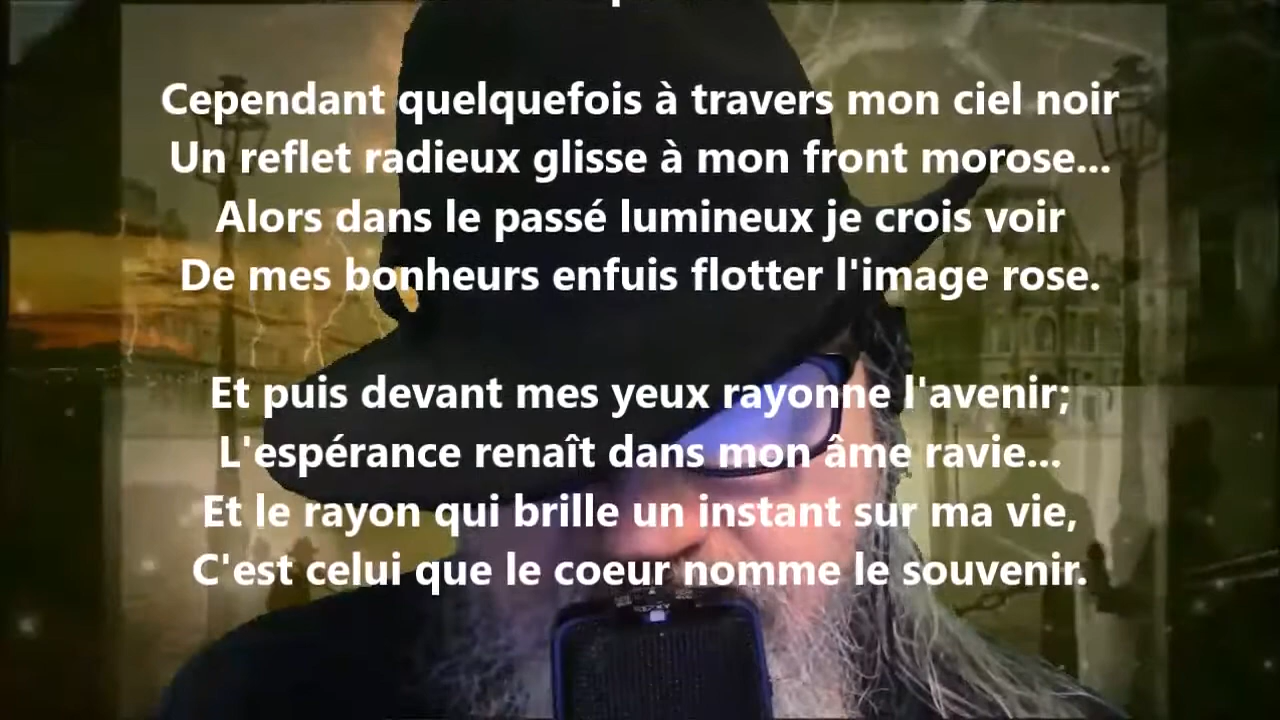 Cependant quelquefois à travers mon ciel noir
Un reflet radieux glisse à mon front morose...
Alors dans le passé lumineux je crois voir
De mes bonheurs enfuis flotter l'image rose.
Et puis devant mes yeux rayonne l'avenir;
L'espérance renaît dans mon âme ravie...
Et le rayon qui brille un instant sur ma vie,
C'est celui que le coeur nomme le souvenir.